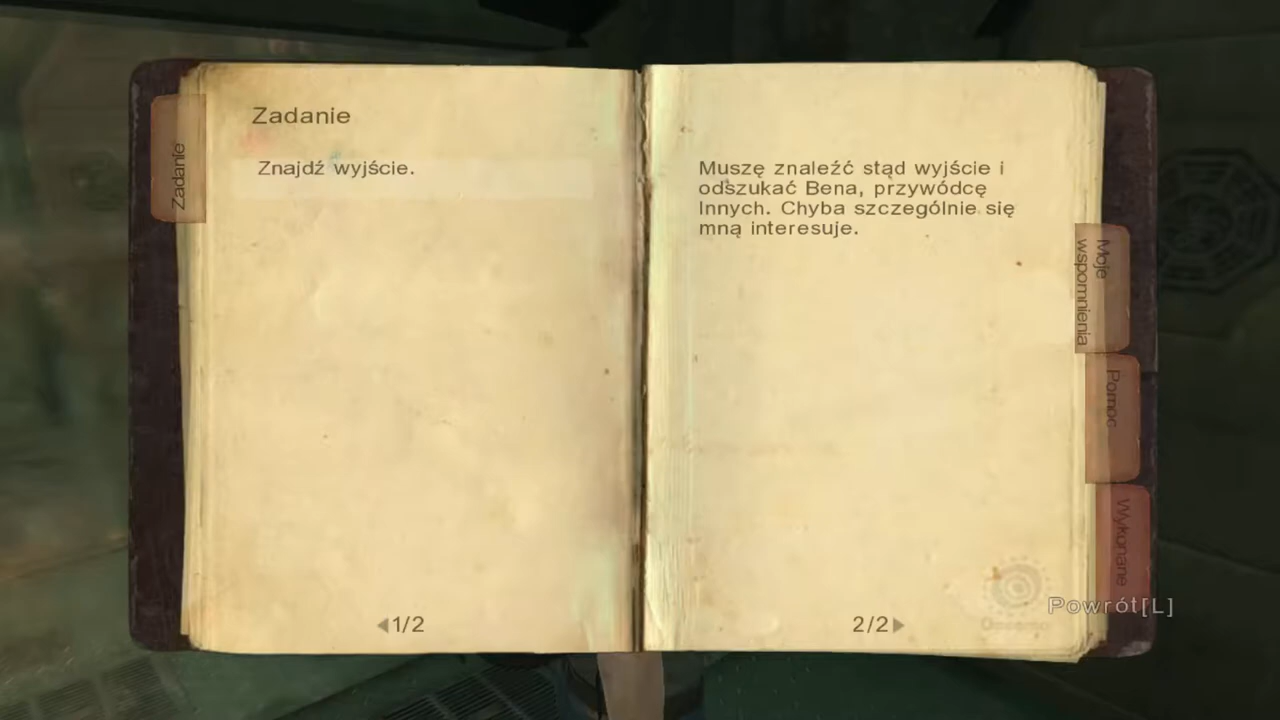 Zadanie
Zadanie
Znajdź wyjście.
Muszę znaleźć stąd wyjście i
odszukać Bena, przywódcę
Innych. Chyba szczególnie się
mną interesuje.
Moje
wspomnienia
Pomoc
Wykonane
Powrót[L]
1/2
2/2